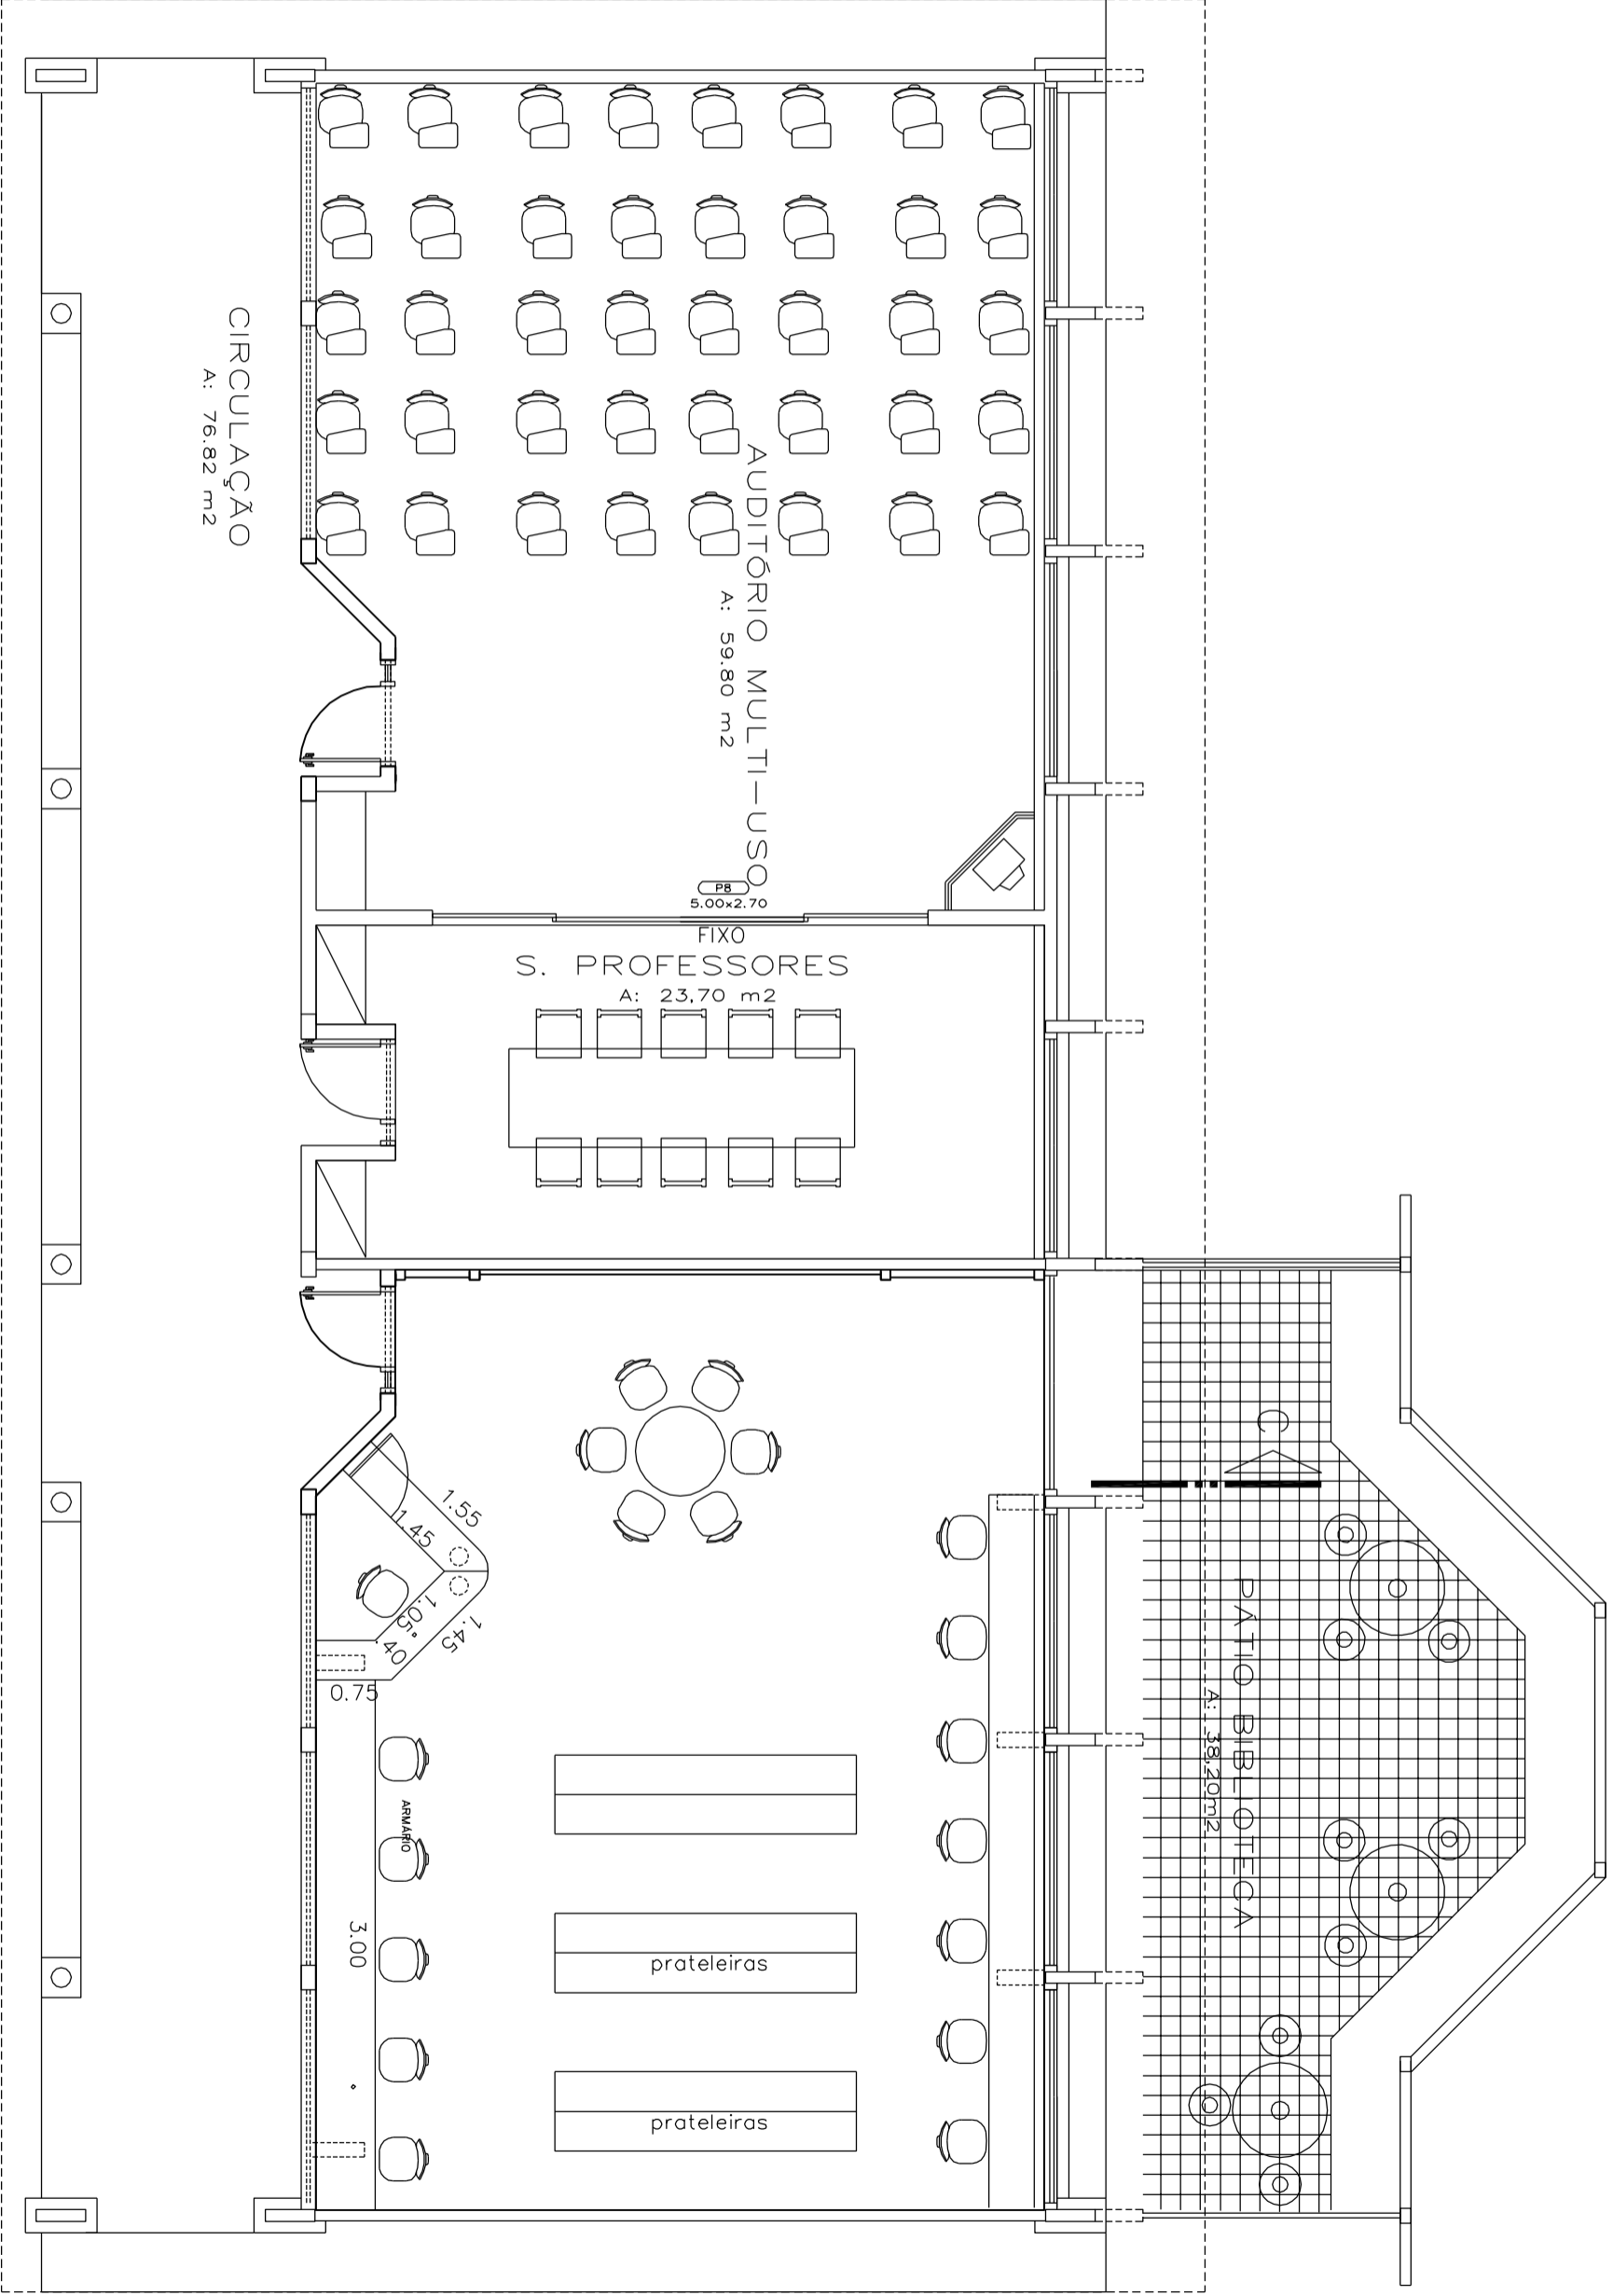 CIRCULAÇÃO
A: 76.82 m2
AUDITÓRIO MULTI-USO
A: 59.80 m2
P8
5.00x2.70
FIXO
S. PROFESSORES
A: 23,70 m2
C
1.55
1.45
1.05
1.45
.40
0.75
PÁTIO BIBLIOTECA
A: 38,20m2
ARMÁRIO
3.00
prateleiras
prateleiras